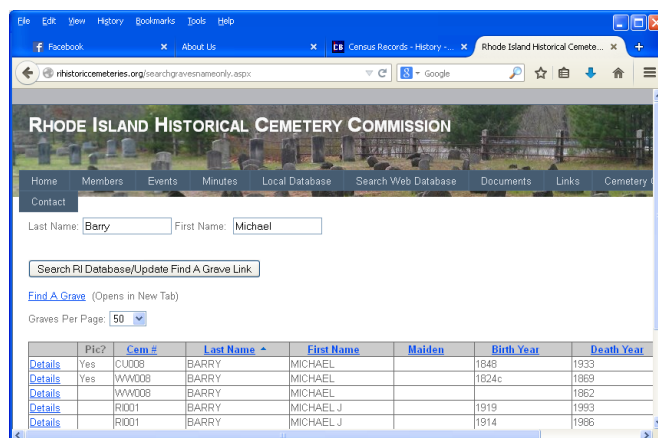 File Edit View History Bookmarks Tools Help
Facebook × About Us × CB Census Records - History -... × Rhode Island Historical Cemete... × +
rihistoriccemeteries.org/searchgravesnameonly.aspx Google
RHODE ISLAND HISTORICAL CEMETERY COMMISSION
Home Members Events Minutes Local Database Search Web Database Documents Links Cemetery
Contact
Last Name: Barry First Name: Michael
Search RI Database/Update Find A Grave Link
Find A Grave (Opens in New Tab)
Graves Per Page: 50
Pic? Cem # Last Name First Name Maiden Birth Year Death Year
Details Yes CU008 BARRY MICHAEL 1848 1933
Details Yes WW008 BARRY MICHAEL 1824c 1869
Details WW008 BARRY MICHAEL 1862
Details RI001 BARRY MICHAEL J 1919 1993
Details RI001 BARRY MICHAEL J 1914 1986